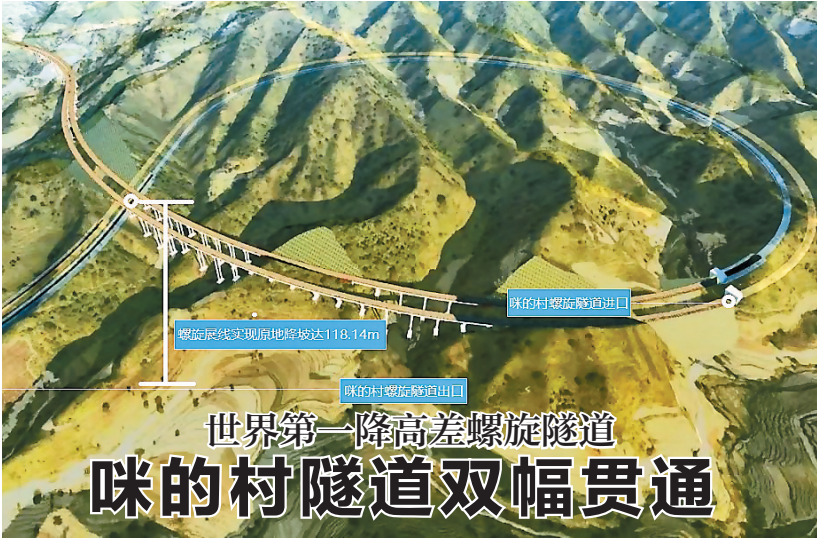 咪的村螺旋隧道进口
螺旋展线实现原地降坡达118.14m
咪的村螺旋隧道出口
世界第一降高差螺旋隧道
咪的村隧道双幅贯通